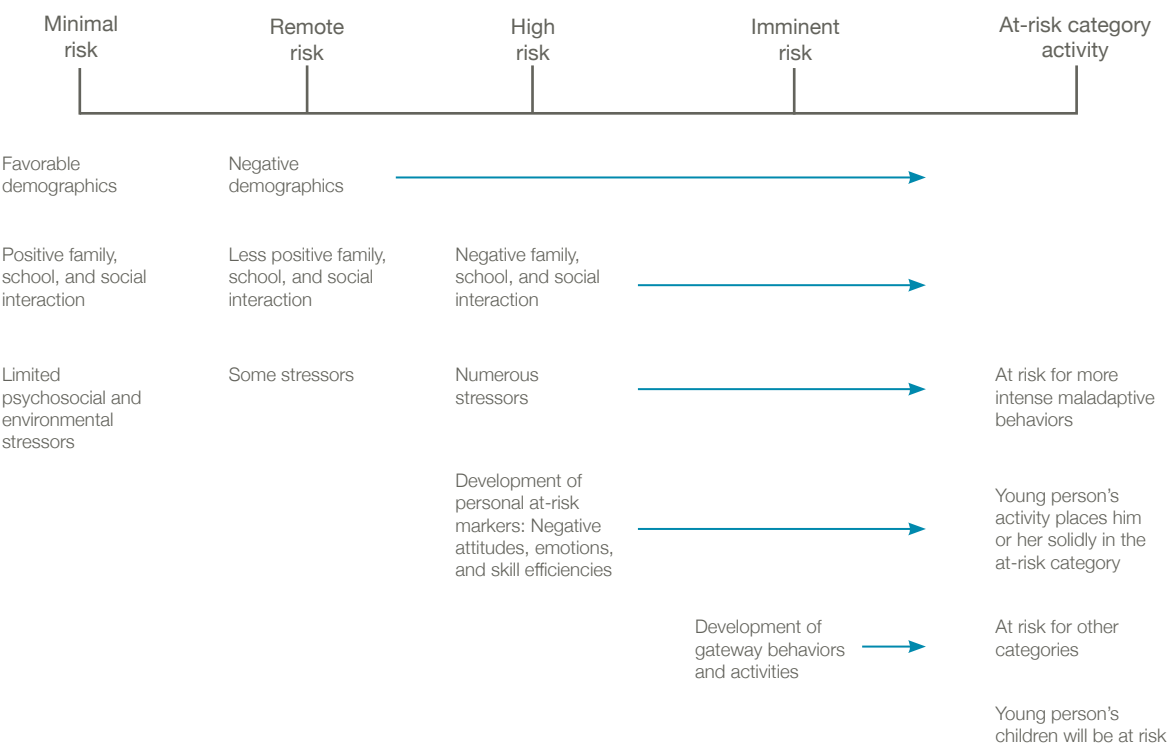 Minimal
risk
Remote
risk
High
risk
Imminent
risk
At-risk category
activity
Favorable
demographics
Negative
demographics
Positive family,
school, and social
interaction
Less positive family,
school, and social
interaction
Negative family,
school, and social
interaction
Limited
psychosocial and
environmental
stressors
Some stressors
Numerous
stressors
At risk for more
intense maladaptive
behaviors
Development of
personal at-risk
markers: Negative
attitudes, emotions,
and skill efficiencies
Young person’s
activity places him
or her solidly in the
at-risk category
Development of
gateway behaviors
and activities
At risk for other
categories
Young person’s
children will be at risk